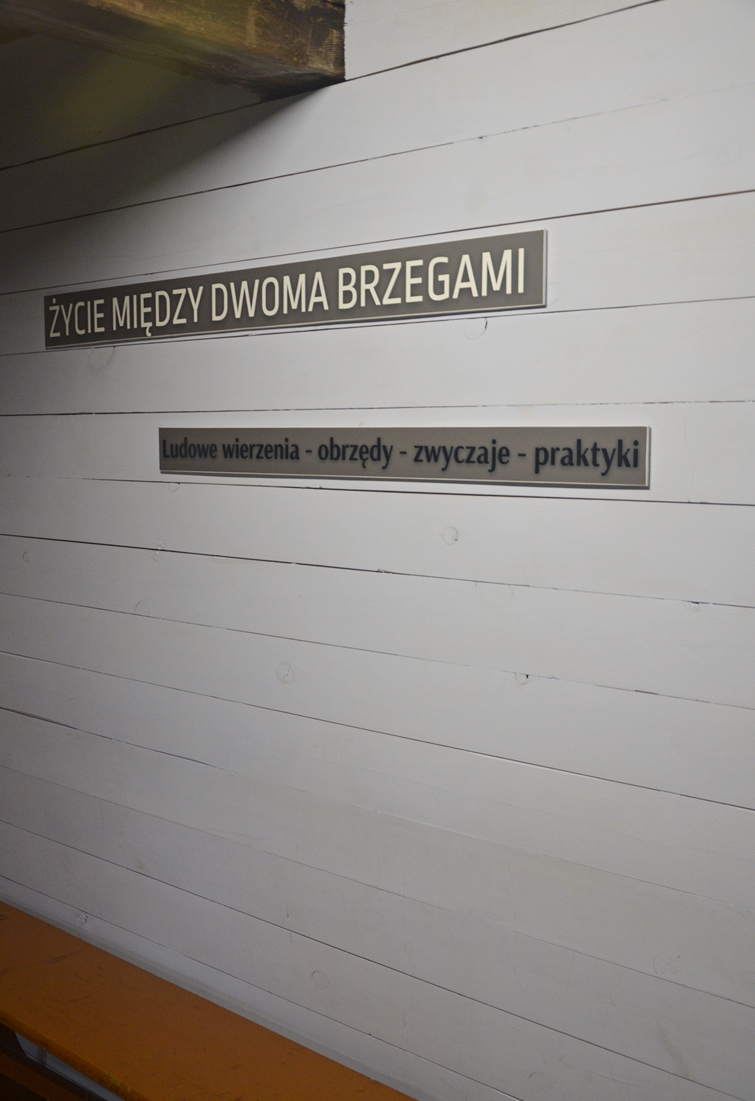 ŻYCIE MIĘDZY DWOMA BRZEGAMI
Ludowe wierzenia - obrzędy - zwyczaje - praktyki